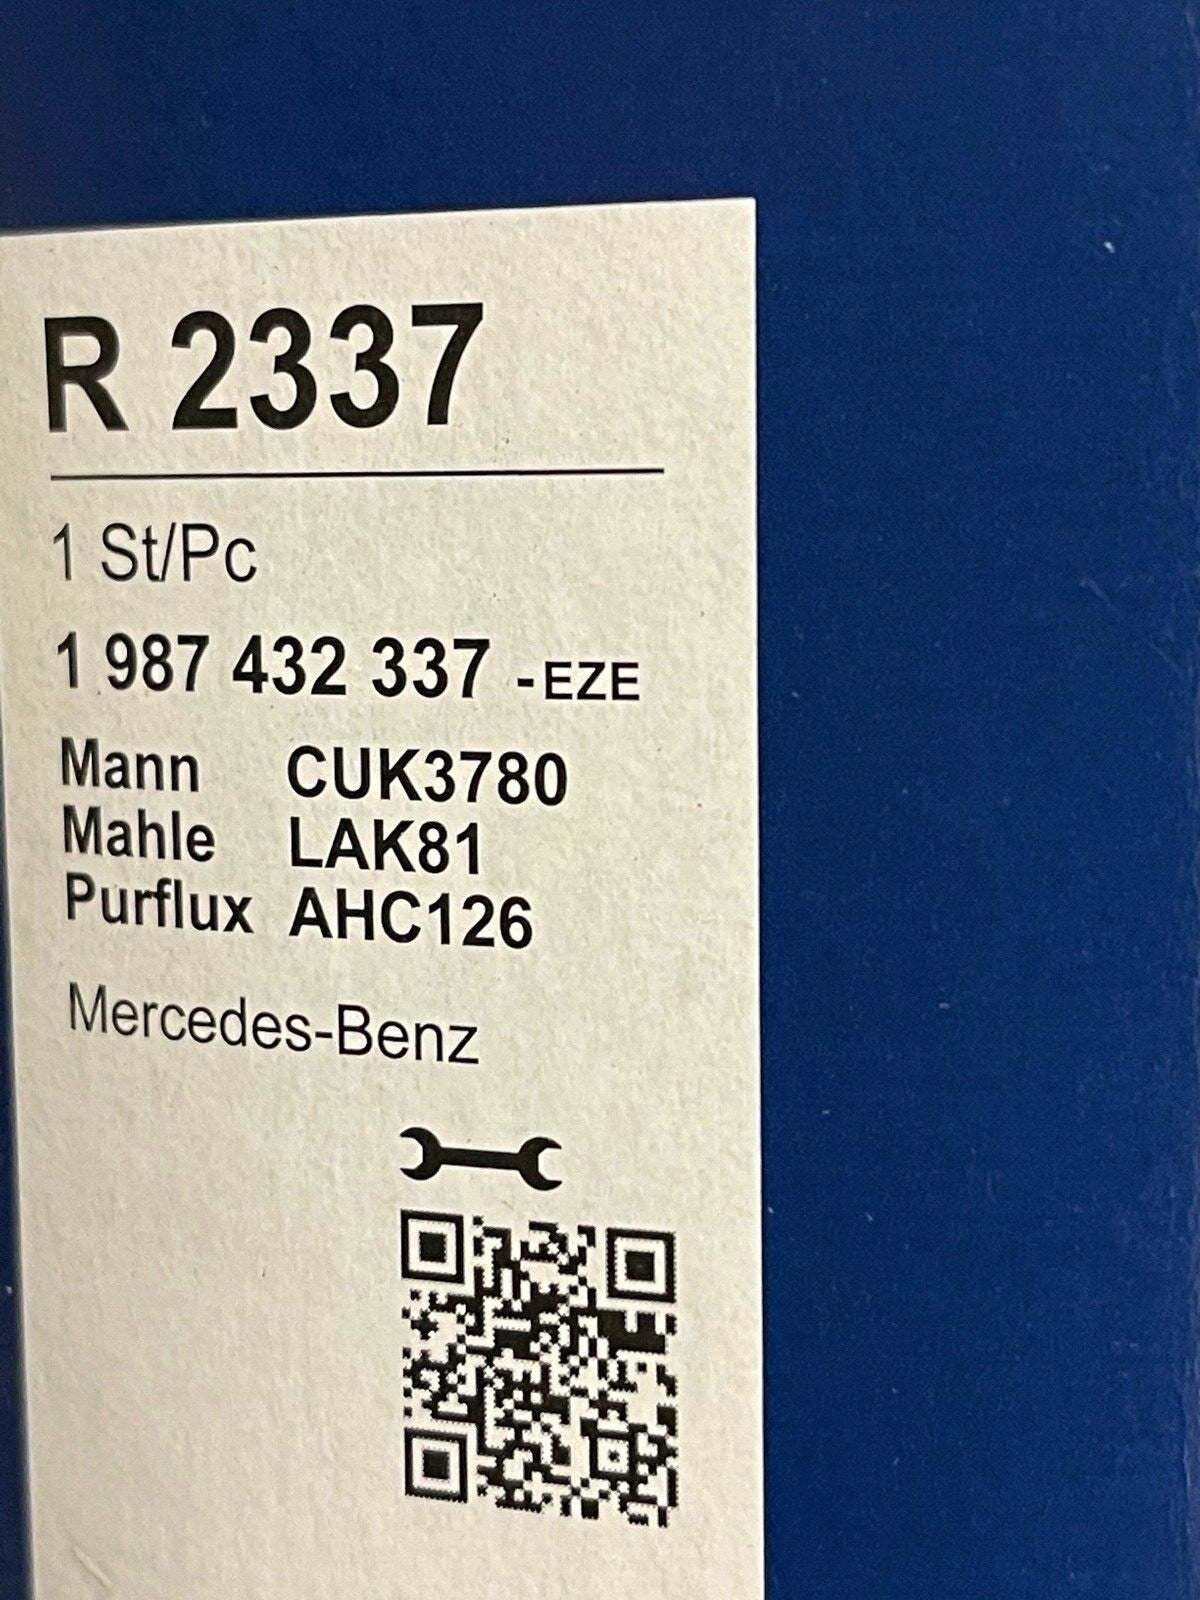 R 2337
1 St/Pc
1 987 432 337 -EZE
Mann CUK3780
Mahle LAK81
Purflux AHC126
Mercedes-Benz